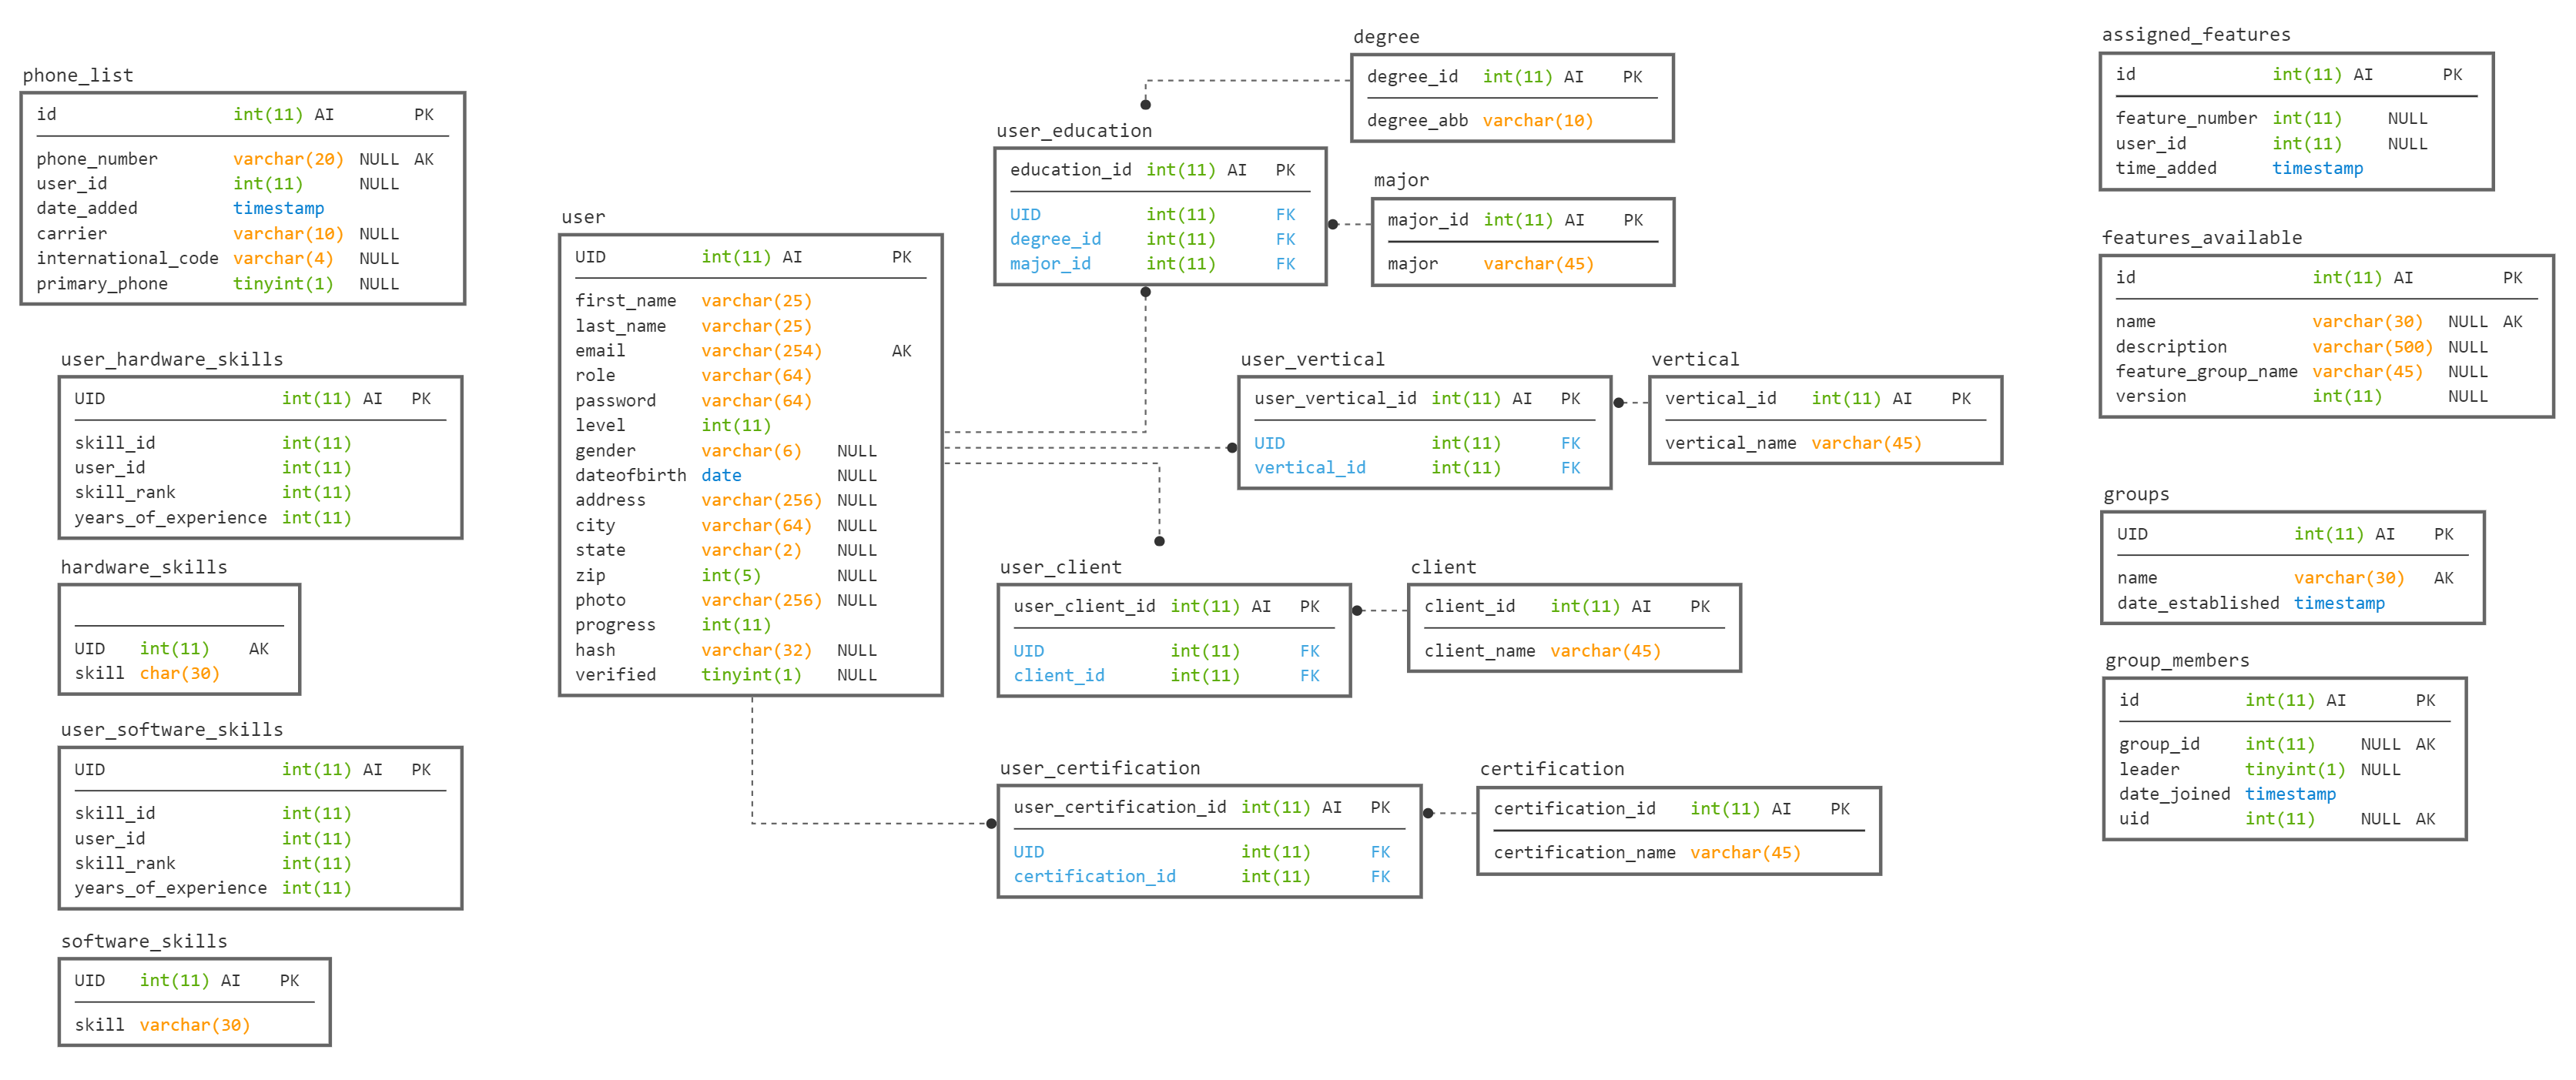 phone_list
id int(11) AI PK
phone_number varchar(20) NULL AK
user_id int(11) NULL
date_added timestamp
carrier varchar(10) NULL
international_code varchar(4) NULL
primary_phone tinyint(1) NULL
user_hardware_skills
UID int(11) AI PK
skill_id int(11)
user_id int(11)
skill_rank int(11)
years_of_experience int(11)
hardware_skills
UID int(11) AK
skill char(30)
user_software_skills
UID int(11) AI PK
skill_id int(11)
user_id int(11)
skill_rank int(11)
years_of_experience int(11)
software_skills
UID int(11) AI PK
skill varchar(30)
user
UID int(11) AI PK
first_name varchar(25)
last_name varchar(25)
email varchar(254) AK
role varchar(64)
password varchar(64)
level int(11)
gender varchar(6) NULL
dateofbirth date NULL
address varchar(256) NULL
city varchar(64) NULL
state varchar(2) NULL
zip int(5) NULL
photo varchar(256) NULL
progress int(11)
hash varchar(32) NULL
verified tinyint(1) NULL
degree
degree_id int(11) AI PK
degree_abb varchar(10)
user_education
education_id int(11) AI PK
UID int(11) FK
degree_id int(11) FK
major_id int(11) FK
major
major_id int(11) AI PK
major varchar(45)
user_vertical
user_vertical_id int(11) AI PK
UID int(11) FK
vertical_id int(11) FK
vertical
vertical_id int(11) AI PK
vertical_name varchar(45)
user_client
user_client_id int(11) AI PK
UID int(11) FK
client_id int(11) FK
client
client_id int(11) AI PK
client_name varchar(45)
user_certification
user_certification_id int(11) AI PK
UID int(11) FK
certification_id int(11) FK
certification
certification_id int(11) AI PK
certification_name varchar(45)
assigned_features
id int(11) AI PK
feature_number int(11) NULL
user_id int(11) NULL
time_added timestamp
features_available
id int(11) AI PK
name varchar(30) NULL AK
description varchar(500) NULL
feature_group_name varchar(45) NULL
version int(11) NULL
groups
UID int(11) AI PK
name varchar(30) AK
date_established timestamp
group_members
id int(11) AI PK
group_id int(11) NULL AK
leader tinyint(1) NULL
date_joined timestamp
uid int(11) NULL AK